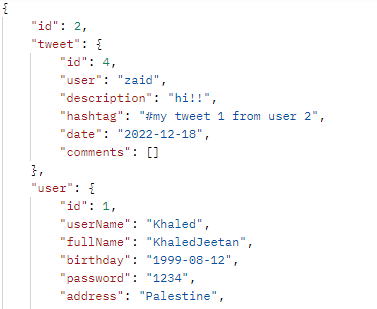 {
    "id": 2,
    "tweet": {
        "id": 4,
        "user": "zaid",
        "description": "hi!!",
        "hashtag": "#my tweet 1 from user 2",
        "date": "2022-12-18",
        "comments": []
    },
    "user": {
        "id": 1,
        "userName": "Khaled",
        "fullName": "KhaledJeetan",
        "birthday": "1999-08-12",
        "password": "1234",
        "address": "Palestine",